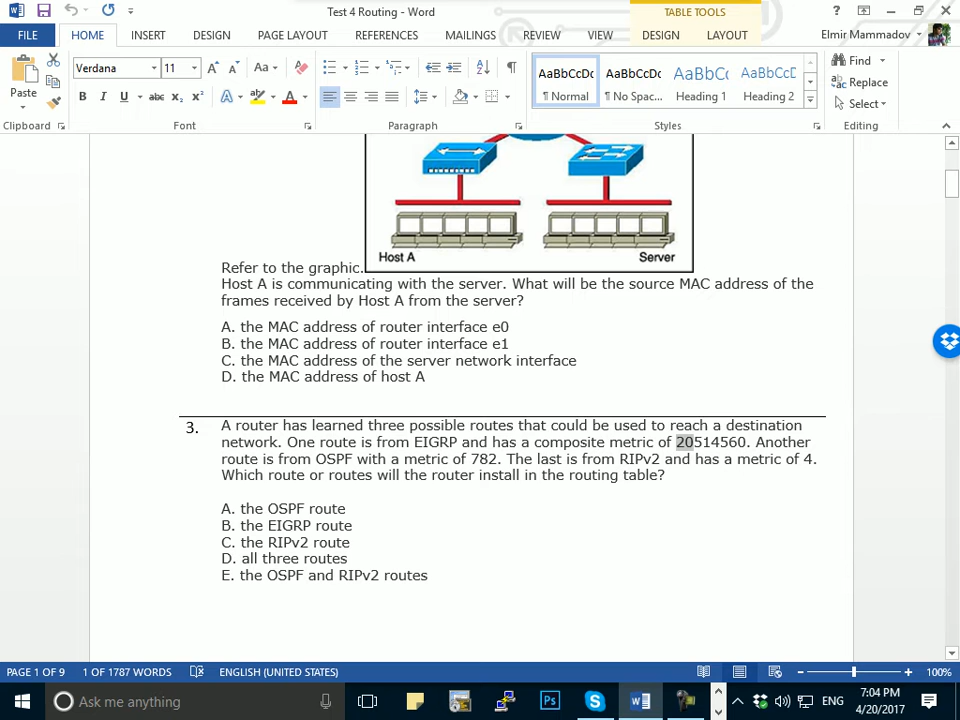 Test 4 Routing - Word
TABLE TOOLS
FILE HOME INSERT DESIGN PAGE LAYOUT REFERENCES MAILINGS REVIEW VIEW DESIGN LAYOUT Elmir Mammadov
Paste
Verdana 11
AaBbCcDc AaBbCcDc AaBbC AaBbCcD
¶ Normal ¶ No Spac... Heading 1 Heading 2
Find
Replace
Select
Clipboard Font Paragraph Styles Editing
Host A Server
Refer to the graphic.
Host A is communicating with the server. What will be the source MAC address of the
frames received by Host A from the server?
A. the MAC address of router interface e0
B. the MAC address of router interface e1
C. the MAC address of the server network interface
D. the MAC address of host A
3. A router has learned three possible routes that could be used to reach a destination
network. One route is from EIGRP and has a composite metric of 20514560. Another
route is from OSPF with a metric of 782. The last is from RIPv2 and has a metric of 4.
Which route or routes will the router install in the routing table?
A. the OSPF route
B. the EIGRP route
C. the RIPv2 route
D. all three routes
E. the OSPF and RIPv2 routes
PAGE 1 OF 9 1 OF 1787 WORDS ENGLISH (UNITED STATES) 100%
Ask me anything
ENG
7:04 PM
4/20/2017